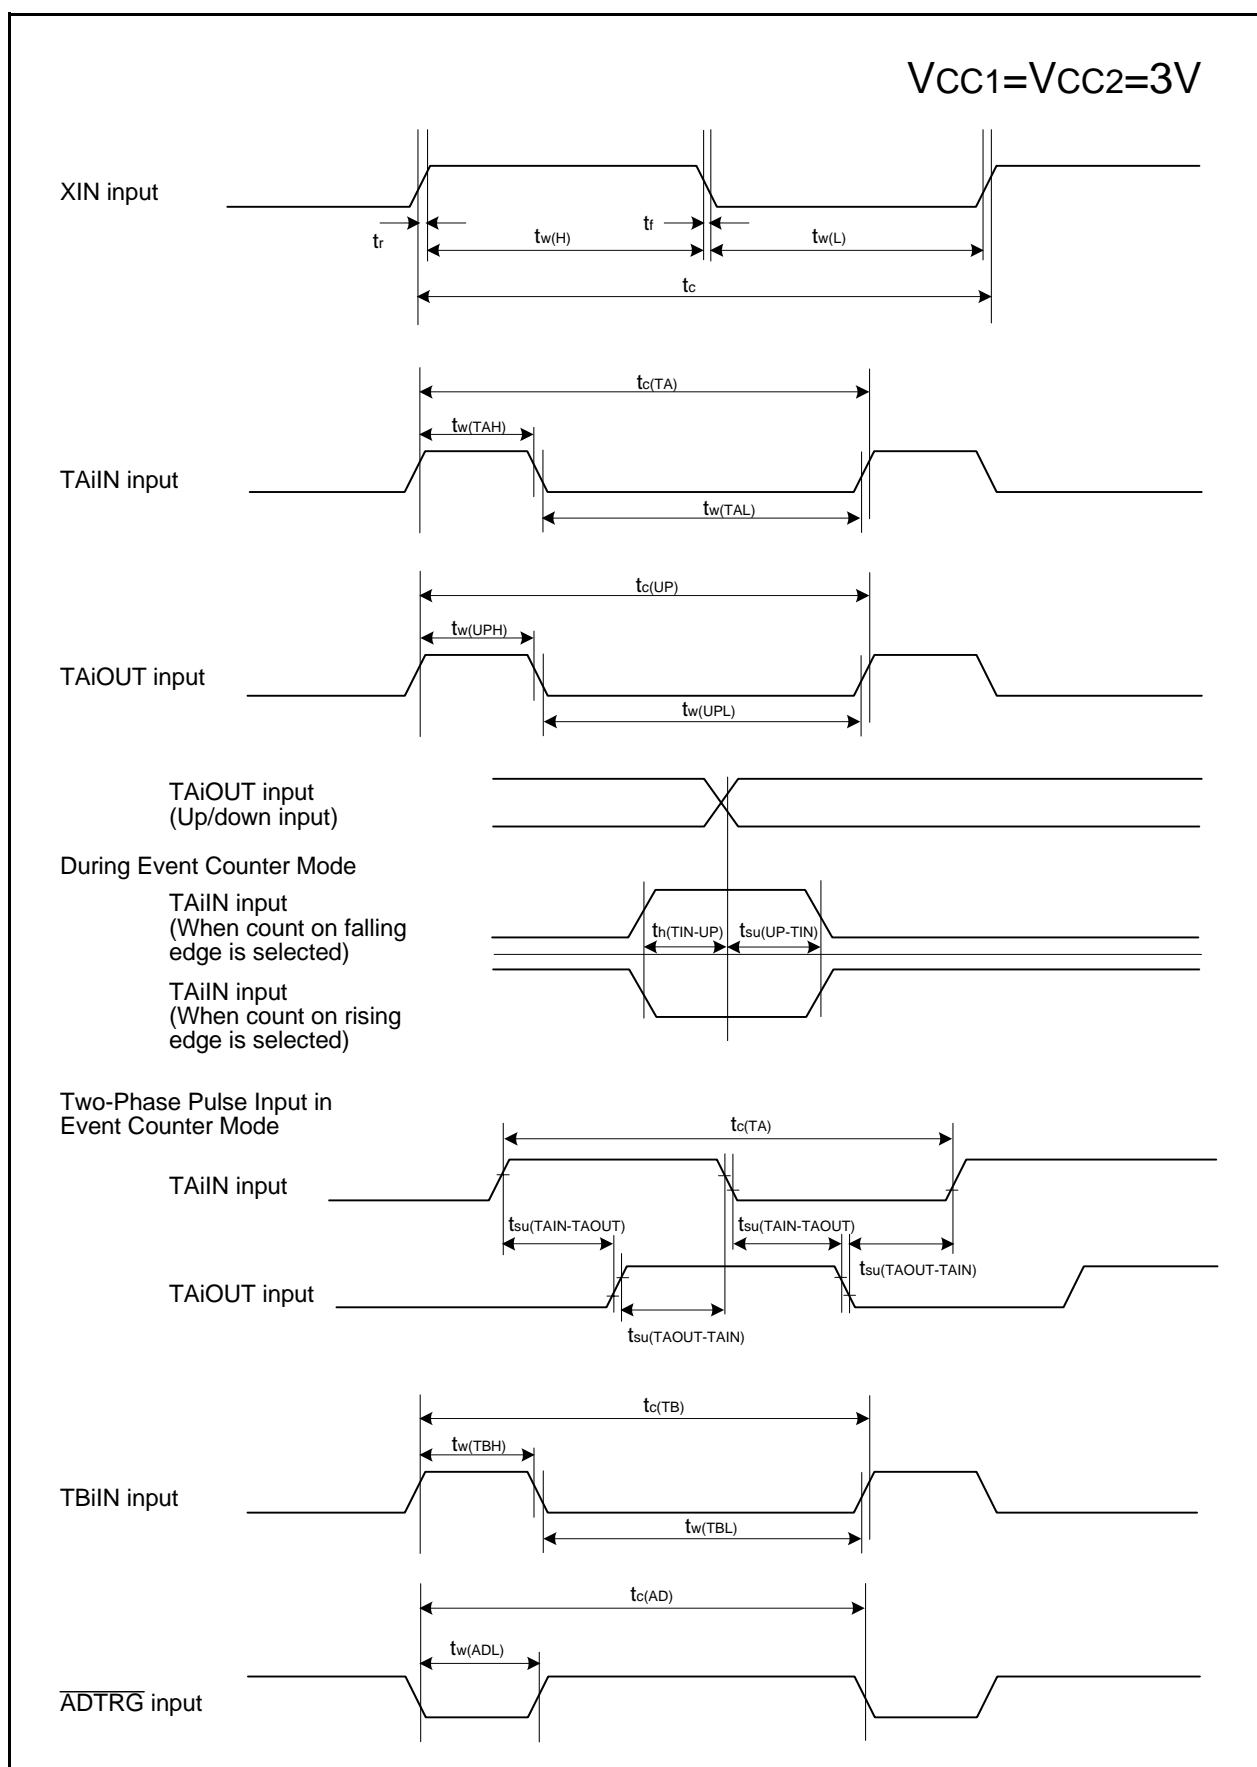 VCC1=VCC2=3V
XIN input
tr
tw(H)
tf
tw(L)
tc
tc(TA)
tw(TAH)
TAiIN input
tw(TAL)
tc(UP)
tw(UPH)
TAiOUT input
tw(UPL)
TAiOUT input
(Up/down input)
During Event Counter Mode
TAiIN input
(When count on falling
edge is selected)
th(TIN-UP)
tsu(UP-TIN)
TAiIN input
(When count on rising
edge is selected)
Two-Phase Pulse Input in
Event Counter Mode
tc(TA)
TAiIN input
tsu(TAIN-TAOUT)
tsu(TAIN-TAOUT)
tsu(TAOUT-TAIN)
TAiOUT input
tsu(TAOUT-TAIN)
tc(TB)
tw(TBH)
TBiIN input
tw(TBL)
tc(AD)
tw(ADL)
ADTRG input